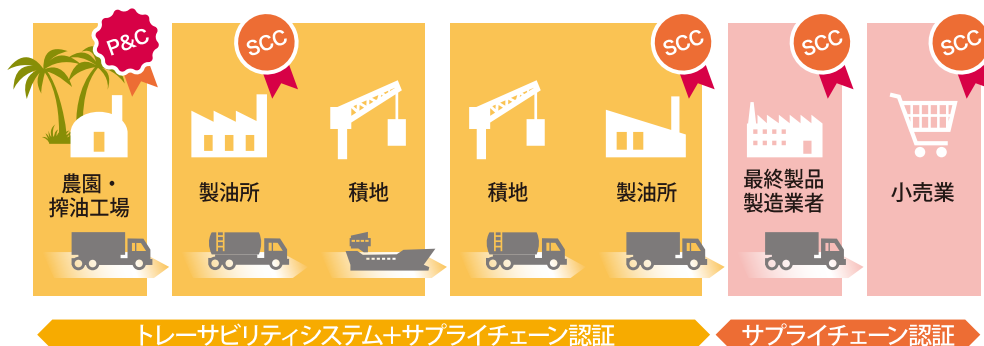 P&C
SCC
SCC
SCC
SCC
農園・
搾油工場
製油所
積地
積地
製油所
最終製品
製造業者
小売業
トレーサビリティシステム+サプライチェーン認証
サプライチェーン認証